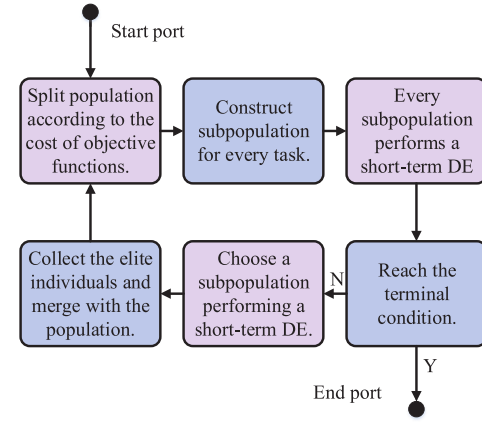 Start port
Split population
according to the
cost of objective
functions.
Construct
subpopulation
for every task.
Every
subpopulation
performs a
short-term DE
Collect the elite
individuals and
merge with the
population.
Choose a
subpopulation
performing a
short-term DE.
N
Reach the
terminal
condition.
Y
End port